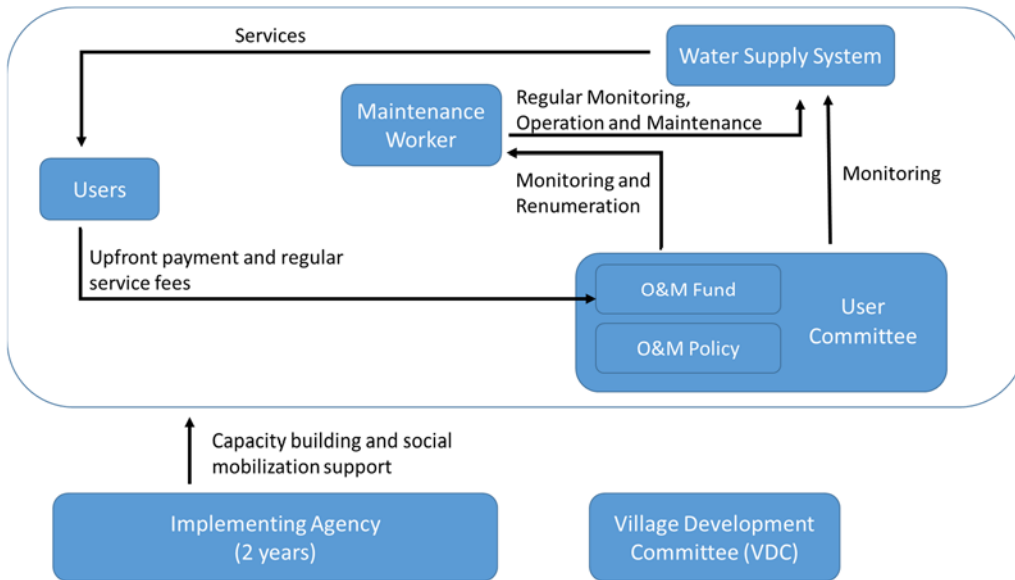 Services
Water Supply System
Maintenance
Worker
Regular Monitoring,
Operation and Maintenance
Users
Monitoring and
Renumeration
Monitoring
Upfront payment and regular
service fees
O&M Fund
O&M Policy
User
Committee
Capacity building and social
mobilization support
Implementing Agency
(2 years)
Village Development
Committee (VDC)